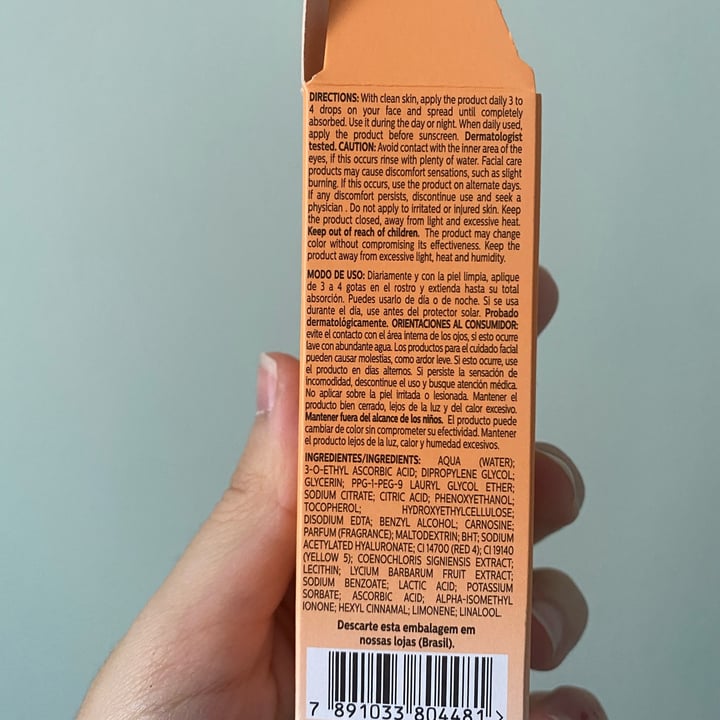 DIRECTIONS: With clean skin, apply the product daily 3 to
4 drops on your face and spread until completely
absorbed. Use it during the day or night. When daily used,
apply the product before sunscreen. Dermatologist
tested. CAUTION: Avoid contact with the inner area of the
eyes, if this occurs rinse with plenty of water. Facial care
products may cause discomfort sensations, such as slight
burning. If this occurs, use the product on alternate days.
If any discomfort persists, discontinue use and seek a
physician . Do not apply to irritated or injured skin. Keep
the product closed, away from light and excessive heat.
Keep out of reach of children. The product may change
color without compromising its effectiveness. Keep the
product away from excessive light, heat and humidity.
MODO DE USO: Diariamente y con la piel limpia, aplique
de 3 a 4 gotas en el rostro y extienda hasta su total
absorción. Puedes usarlo de día o de noche. Si se usa
durante el día, use antes del protector solar. Probado
dermatológicamente. ORIENTACIONES AL CONSUMIDOR:
evite el contacto con el área interna de los ojos, si esto ocurre
lave con abundante agua. Los productos para el cuidado facial
pueden causar molestias, como ardor leve. Si esto ocurre, use
el producto en días alternos. Si persiste la sensación de
incomodidad, descontinue el uso y busque atención médica.
No aplicar sobre la piel irritada o lesionada. Mantener el
producto bien cerrado, lejos de la luz y del calor excesivo.
Mantener fuera del alcance de los niños. El producto puede
cambiar de color sin comprometer su efectividad. Mantener
el producto lejos de luz, calor y humedad excesivos.
INGREDIENTES/INGREDIENTS: AQUA (WATER);
3-O-ETHYL ASCORBIC ACID; DIPROPYLENE GLYCOL;
GLYCERIN; PPG-1-PEG-9 LAURYL GLYCOL ETHER;
SODIUM CITRATE; CITRIC ACID; PHENOXYETHANOL;
TOCOPHEROL; HYDROXYETHYLCELLULOSE;
DISODIUM EDTA; BENZYL ALCOHOL; CARNOSINE;
PARFUM (FRAGRANCE); MALTODEXTRIN; BHT; SODIUM
ACETYLATED HYALURONATE; CI 14700 (RED 4); CI 19140
(YELLOW 5); COENOCHLORIS SIGNIENSIS EXTRACT;
LECITHIN; LYCIUM BARBARUM FRUIT EXTRACT;
SODIUM BENZOATE; LACTIC ACID; POTASSIUM
SORBATE; ASCORBIC ACID; ALPHA-ISOMETHYL
IONONE; HEXYL CINNAMAL; LIMONENE; LINALOOL.
Descarte esta embalagem em
nossas lojas (Brasil).
7 891033 804481 >